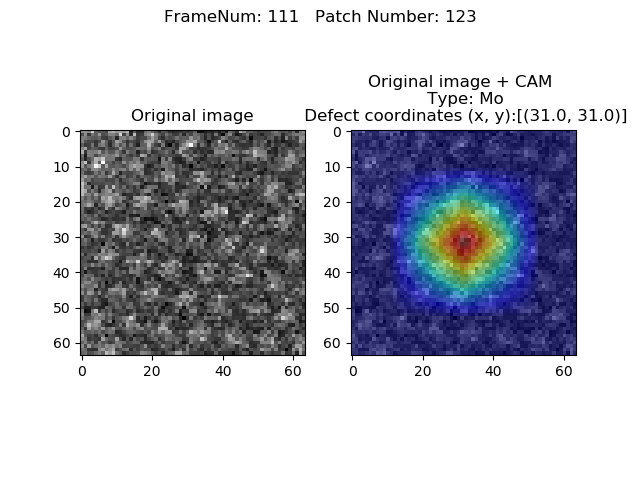 FrameNum: 111   Patch Number: 123
Original image
Original image + CAM
Type: Mo
Defect coordinates (x, y):[(31.0, 31.0)]
0
10
20
30
40
50
60
0 20 40 60
0
10
20
30
40
50
60
0 20 40 60